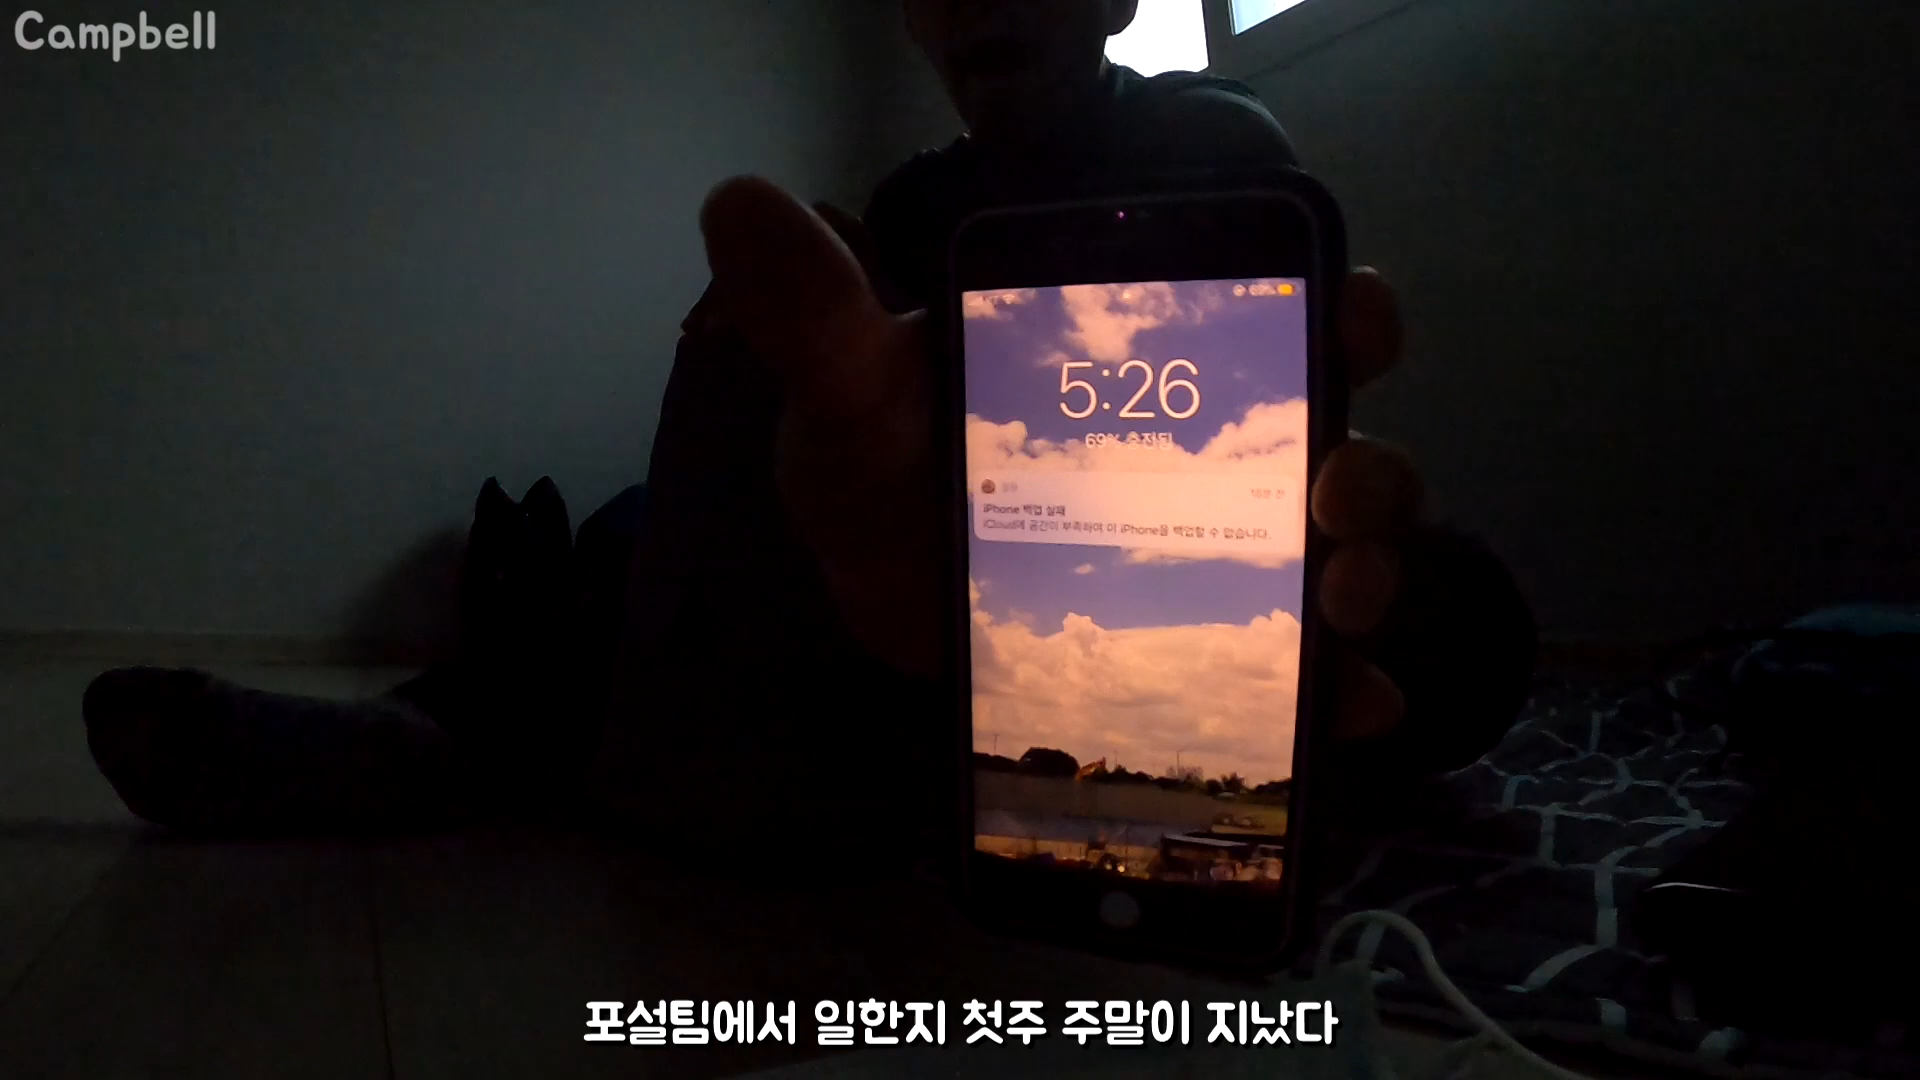 Campbell
69%
5:26
69% 충전됨
iPhone 백업 실패
iCloud에 공간이 부족하여 이 iPhone을 백업할 수 없습니다.
포설팀에서 일한지 첫주 주말이 지났다